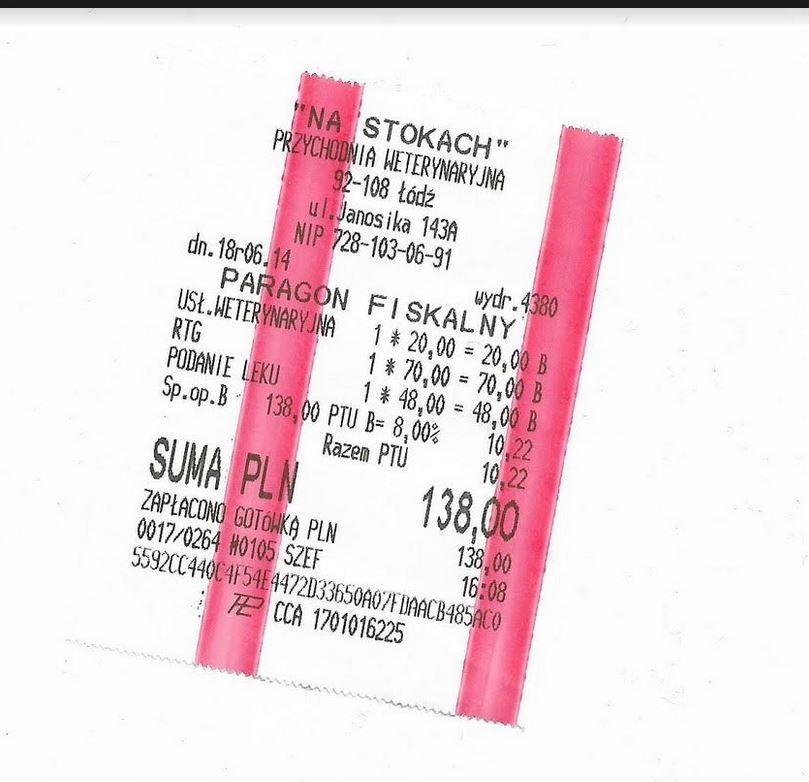 "NA STOKACH"
PRZYCHODNIA WETERYNARYJNA
92-108 Łódź
ul.Janosika 143A
NIP 728-103-06-91
dn.18r06.14 wydr.4380
PARAGON FISKALNY
USŁ.WETERYNARYJNA 1 * 20,00 = 20,00 B
RTG 1 * 70,00 = 70,00 B
PODANIE LEKU 1 * 48,00 = 48,00 B
Sp.op.B 138,00 PTU B= 8,00% 10,22
Razem PTU 10,22
SUMA PLN 138,00
ZAPŁACONO GOTÓWKĄ PLN 138,00
0017/0264 #0105 SZEF 16:08
5592CC440C4F54E4472D33650A07FDAACB485AC0
CCA 1701016225